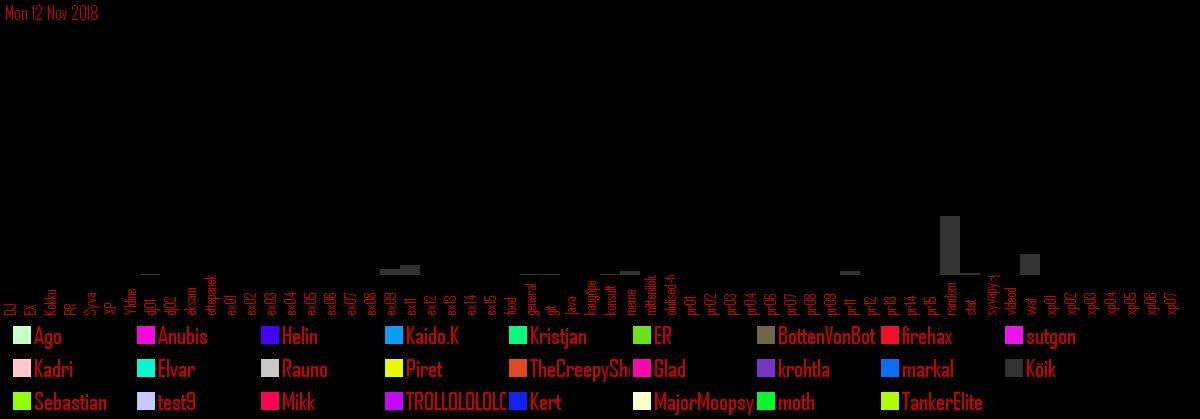 Mon 12 Nov 2018
DJ
EX
Kokku
PR
Syva
XP
Yldine
dj01
dj02
eksam
ettepanek
ex01
ex02
ex03
ex04
ex05
ex06
ex07
ex08
ex09
ex11
ex12
ex13
ex14
ex15
general
git
java
kaugõpe
konsult
meme
olulised-h
pr01
pr02
pr03
pr04
pr06
pr07
pr08
pr09
pr11
pr12
pr13
pr14
pr15
random
stat
videod
wat
xp01
xp02
xp03
xp04
xp05
xp06
xp07
Ago Anubis Helin Kaido.K Kristjan ER BottenVonBot firehax sutgon
Kadri Elvar Rauno Piret TheCreepySh Glad krohtla markal Kõik
Sebastian test9 Mikk TROLLOLOLOLO Kert MajorMoopsy moth TankerElite